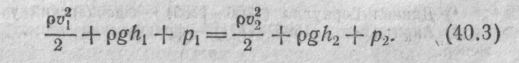 ρv₁²/2 + ρgh₁ + p₁ = ρv₂²/2 + ρgh₂ + p₂. (40.3)